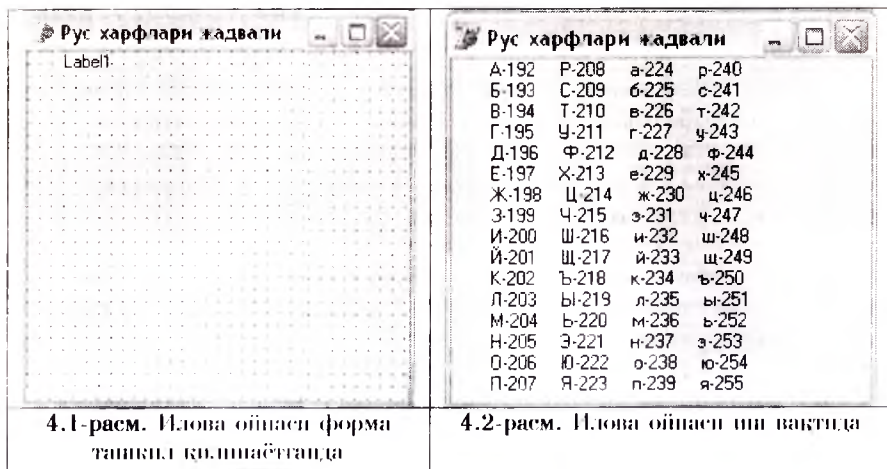 Рус харфлари жадвали
Label1
4.1-расм. Илова ойнаси форма
ташкил қилинаётганда
Рус харфлари жадвали
А-192 Р-208 а-224 р-240
Б-193 С-209 б-225 с-241
В-194 Т-210 в-226 т-242
Г-195 У-211 г-227 у-243
Д-196 Ф-212 д-228 ф-244
Е-197 Х-213 е-229 х-245
Ж-198 Ц-214 ж-230 ц-246
З-199 Ч-215 з-231 ч-247
И-200 Ш-216 и-232 ш-248
Й-201 Щ-217 й-233 щ-249
К-202 Ъ-218 к-234 ъ-250
Л-203 Ы-219 л-235 ы-251
М-204 Ь-220 м-236 ь-252
Н-205 Э-221 н-237 э-253
О-206 Ю-222 о-238 ю-254
П-207 Я-223 п-239 я-255
4.2-расм. Илова ойнаси иш вақтида